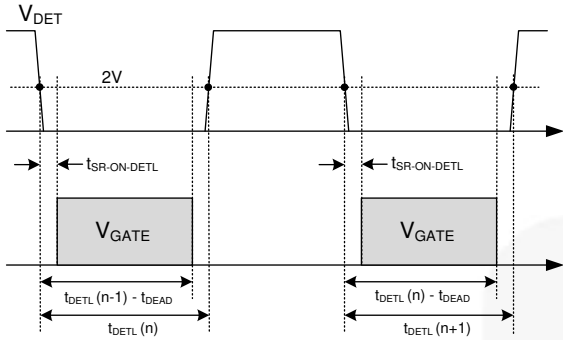 VDET
2V
tSR-ON-DETL
tSR-ON-DETL
VGATE
VGATE
tDETL (n-1) - tDEAD
tDETL (n) - tDEAD
tDETL (n)
tDETL (n+1)